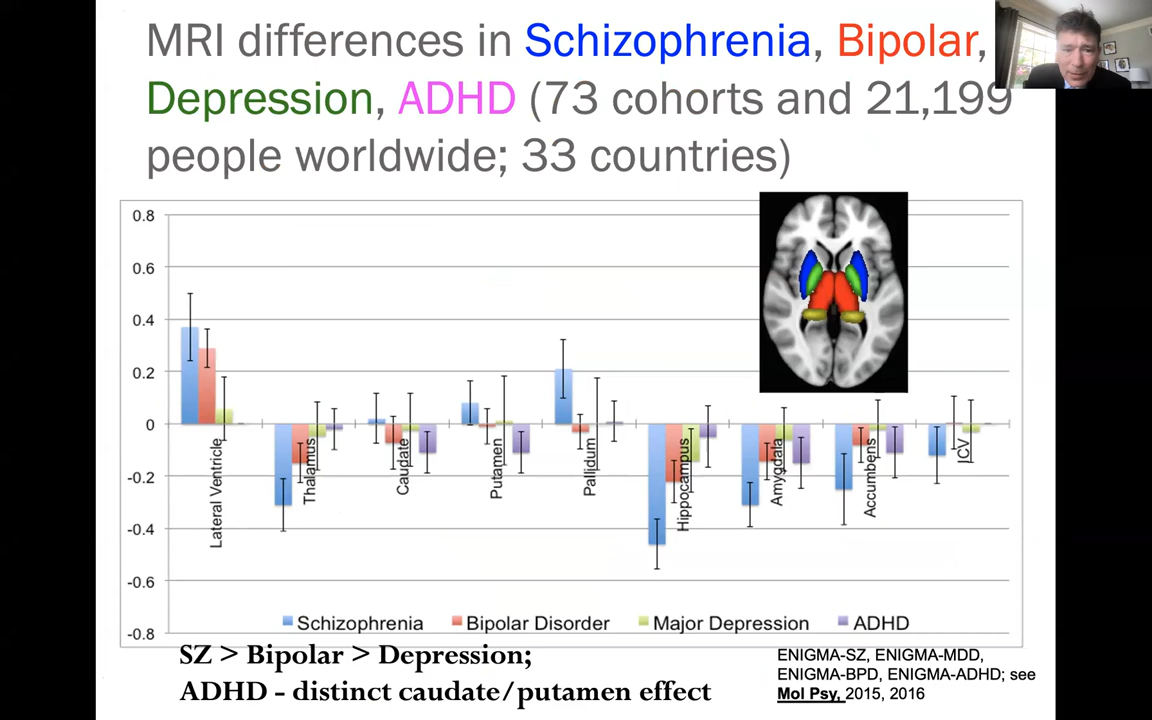 MRI differences in Schizophrenia, Bipolar,
Depression, ADHD (73 cohorts and 21,199
people worldwide; 33 countries)
0.8
0.6
0.4
0.2
0
-0.2
-0.4
-0.6
-0.8
Lateral Ventricle
Thalamus
Caudate
Putamen
Pallidum
Hippocampus
Amygdala
Accumbens
ICV
Schizophrenia Bipolar Disorder Major Depression ADHD
SZ > Bipolar > Depression;
ADHD - distinct caudate/putamen effect
ENIGMA-SZ, ENIGMA-MDD,
ENIGMA-BPD, ENIGMA-ADHD; see
Mol Psy, 2015, 2016